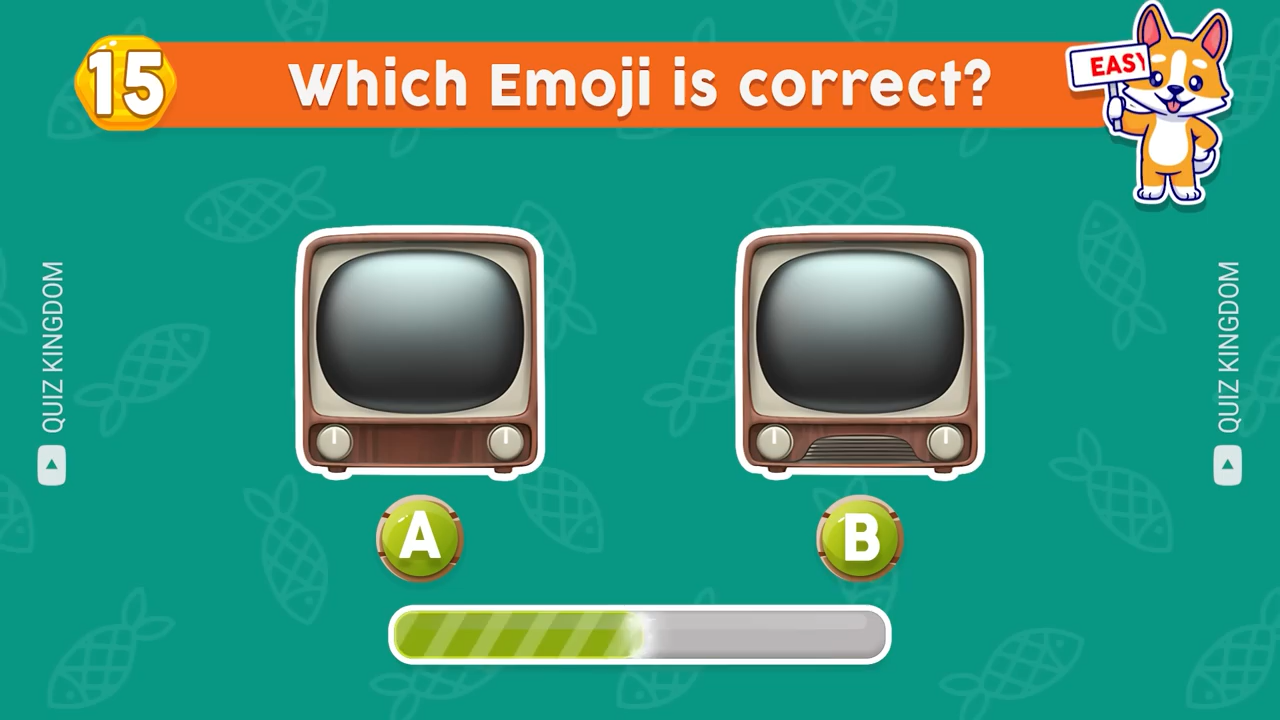 15
Which Emoji is correct?
EASY
QUIZ KINGDOM
QUIZ KINGDOM
A
B